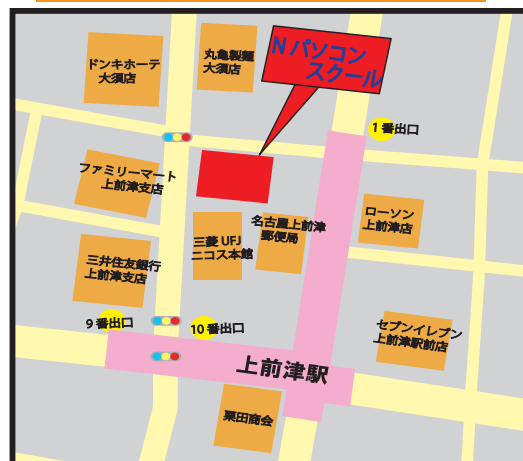 ドンキホーテ
大須店
丸亀製麺
大須店
N パソコン
スクール
1番出口
ファミリーマート
上前津支店
ローソン
上前津店
名古屋上前津
郵便局
三菱 UFJ
ニコス本館
三井住友銀行
上前津支店
9番出口
10番出口
セブンイレブン
上前津駅前店
上前津駅
栗田商会